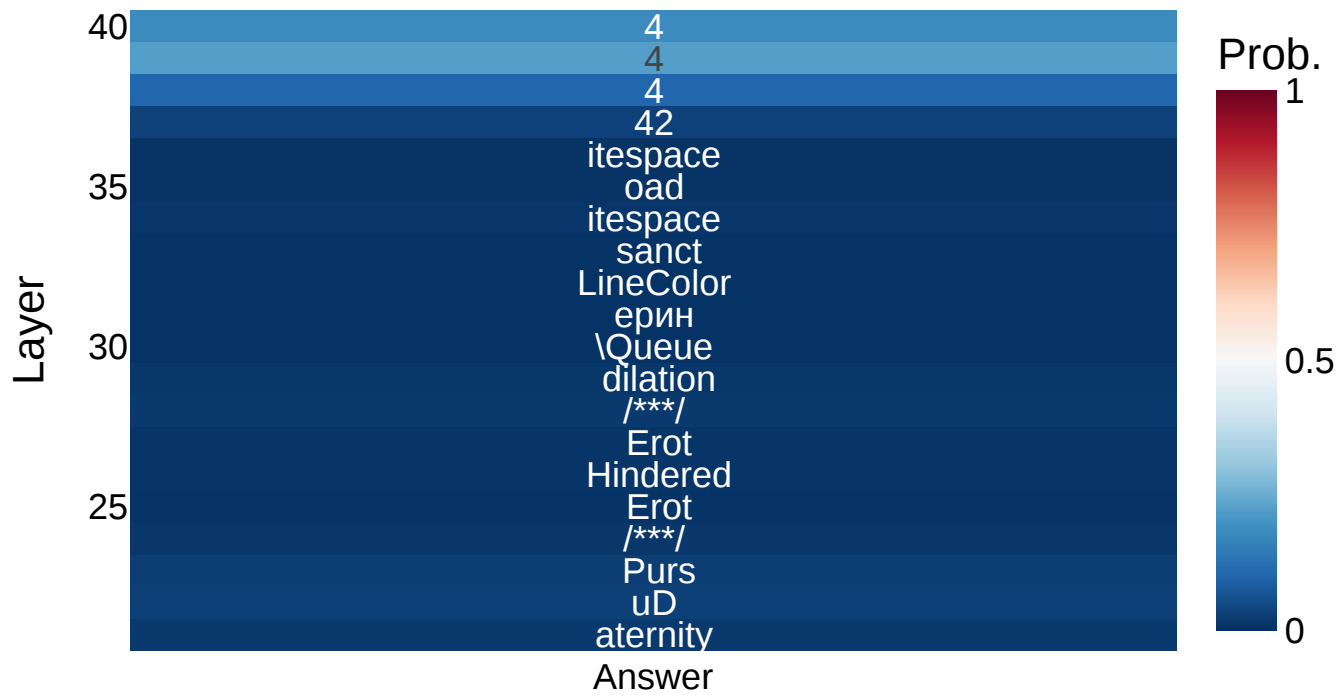 40
4
4
4
42
itespace
35
oad
itespace
sanct
LineColor
ерин
30
\Queue
dilation
/***/
Erot
Hindered
25
Erot
/***/
Purs
uD
aternity
Layer
Answer
Prob.
1
0.5
0